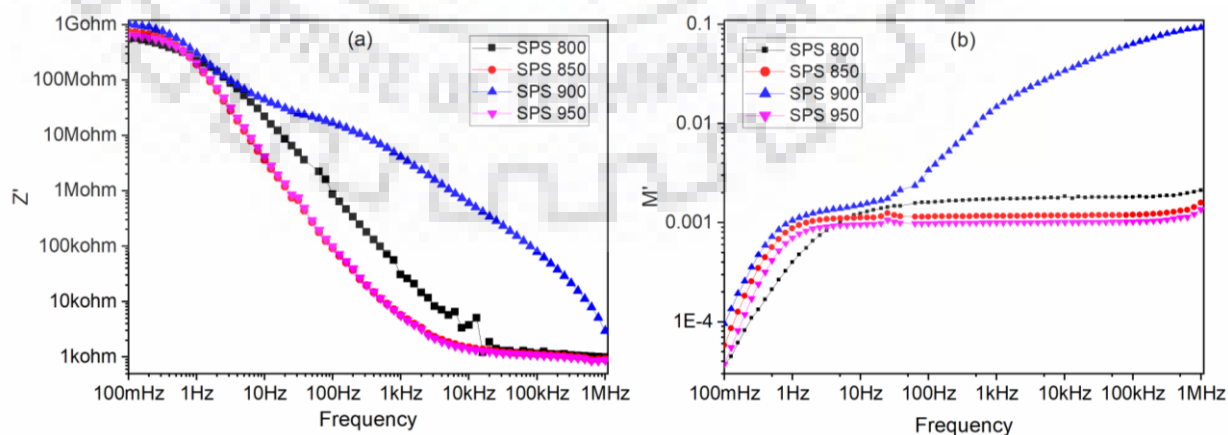 (a)
Z'
1Gohm
100Mohm
10Mohm
1Mohm
100kohm
10kohm
1kohm
SPS 800
SPS 850
SPS 900
SPS 950
100mHz 1Hz 10Hz 100Hz 1kHz 10kHz 100kHz 1MHz
Frequency
(b)
M'
0.1
0.01
0.001
1E-4
SPS 800
SPS 850
SPS 900
SPS 950
100mHz 1Hz 10Hz 100Hz 1kHz 10kHz 100kHz 1MHz
Frequency